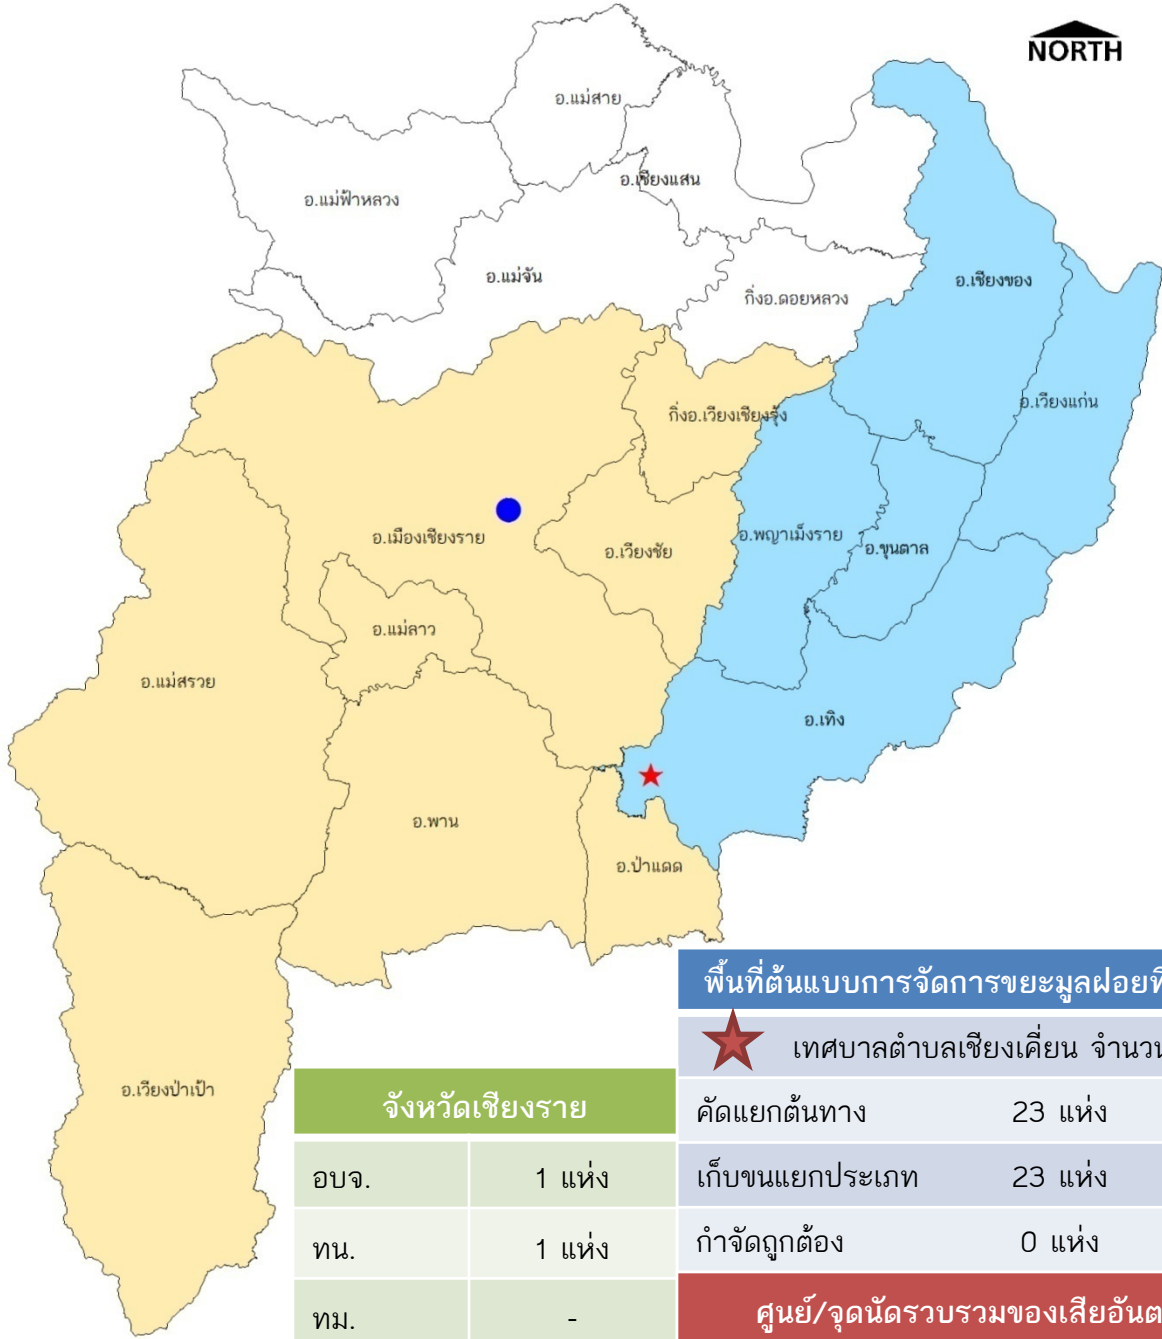 NORTH
อ.แม่สาย
อ.เชียงแสน
อ.แม่ฟ้าหลวง
อ.แม่จัน
กิ่งอ.ดอยหลวง
อ.เชียงของ
อ.เวียงแก่น
กิ่งอ.เวียงเชียงรุ้ง
อ.เมืองเชียงราย
อ.เวียงชัย
อ.พญาเม็งราย
อ.ขุนตาล
อ.แม่ลาว
อ.แม่สรวย
อ.เทิง
อ.พาน
อ.ป่าแดด
อ.เวียงป่าเป้า
จังหวัดเชียงราย
อบจ. 1 แห่ง
ทน. 1 แห่ง
ทม. -
พื้นที่ต้นแบบการจัดการขยะมูลฝอยที
เทศบาลตำบลเชียงเคี่ยน จำนวน
คัดแยกต้นทาง 23 แห่ง
เก็บขนแยกประเภท 23 แห่ง
กำจัดถูกต้อง 0 แห่ง
ศูนย์/จุดนัดรวบรวมของเสียอันต